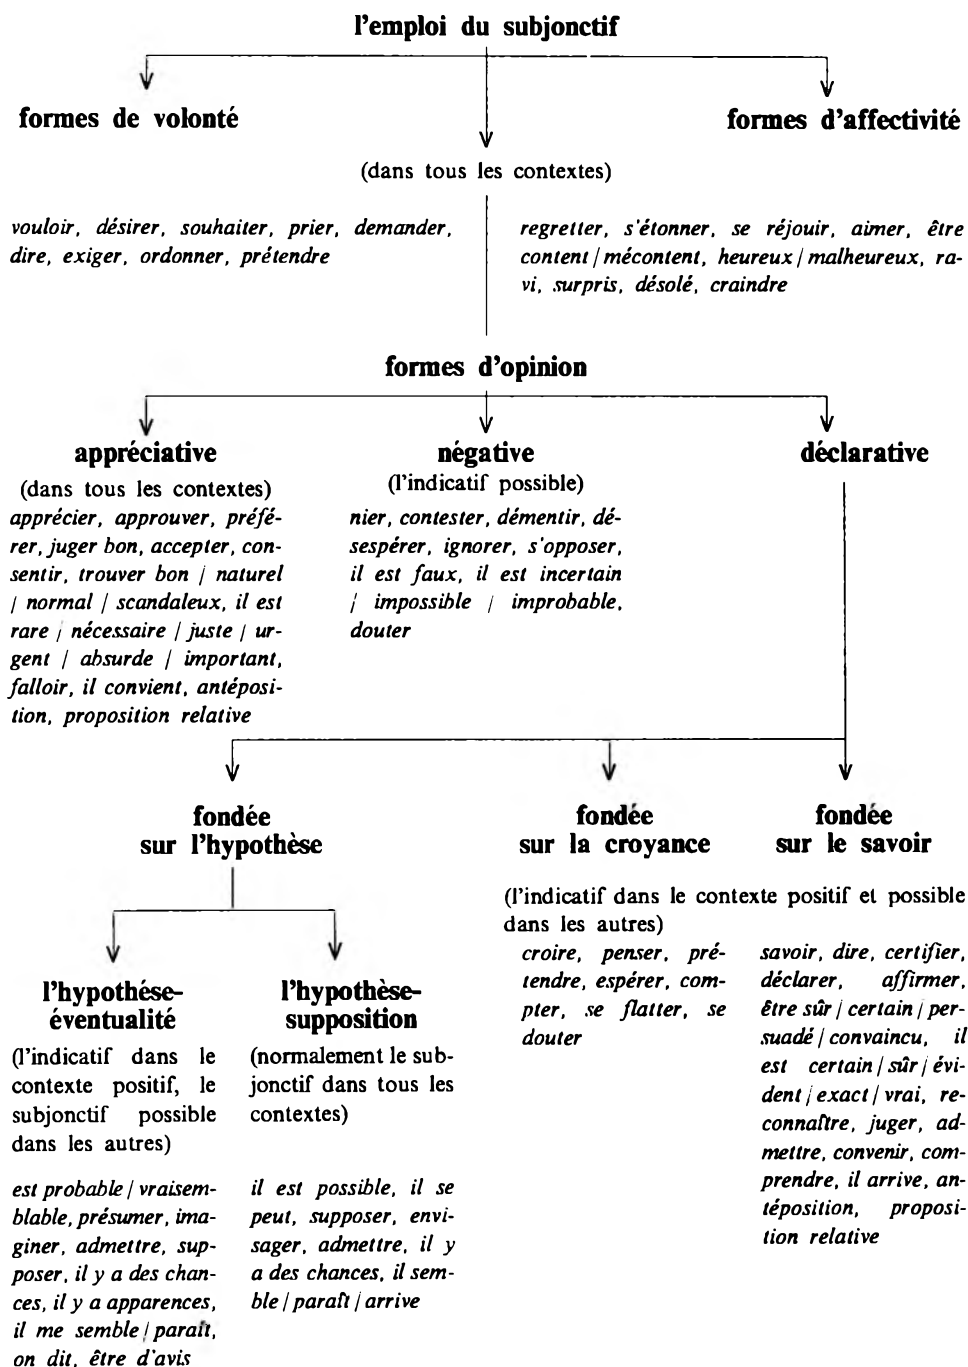 l'emploi du subjonctif
formes de volonté
formes d'affectivité
(dans tous les contextes)
vouloir, désirer, souhaiter, prier, demander,
dire, exiger, ordonner, prétendre
regretter, s'étonner, se réjouir, aimer, être
content / mécontent, heureux / malheureux, ra-
vi, surpris, désolé, craindre
formes d'opinion
appréciative
(dans tous les contextes)
apprécier, approuver, préfé-
rer, juger bon, accepter, con-
sentir, trouver bon / naturel
/ normal / scandaleux, il est
rare / nécessaire / juste / ur-
gent / absurde / important,
falloir, il convient, antéposi-
tion, proposition relative
négative
(l'indicatif possible)
nier, contester, démentir, dé-
sespérer, ignorer, s'opposer,
il est faux, il est incertain
/ impossible / improbable,
douter
déclarative
fondée
sur l'hypothèse
fondée
sur la croyance
fondée
sur le savoir
(l'indicatif dans le contexte positif et possible
dans les autres)
croire, penser, pré-
tendre, espérer, com-
pter, se flatter, se
douter
savoir, dire, certifier,
déclarer, affirmer,
être sûr / certain / per-
suadé / convaincu, il
est certain / sûr / évi-
dent / exact / vrai, re-
connaître, juger, ad-
mettre, convenir, com-
prendre, il arrive, an-
téposition, proposi-
tion relative
l'hypothése-
éventualité
(l'indicatif dans le
contexte positif, le
subjonctif possible
dans les autres)
est probable / vraisem-
blable, présumer, ima-
giner, admettre, sup-
poser, il y a des chan-
ces, il y a apparences,
il me semble / paraît,
on dit, être d'avis
l'hypothèse-
supposition
(normalement le sub-
jonctif dans tous les
contextes)
il est possible, il se
peut, supposer, envi-
sager, admettre, il y
a des chances, il sem-
ble / paraît / arrive